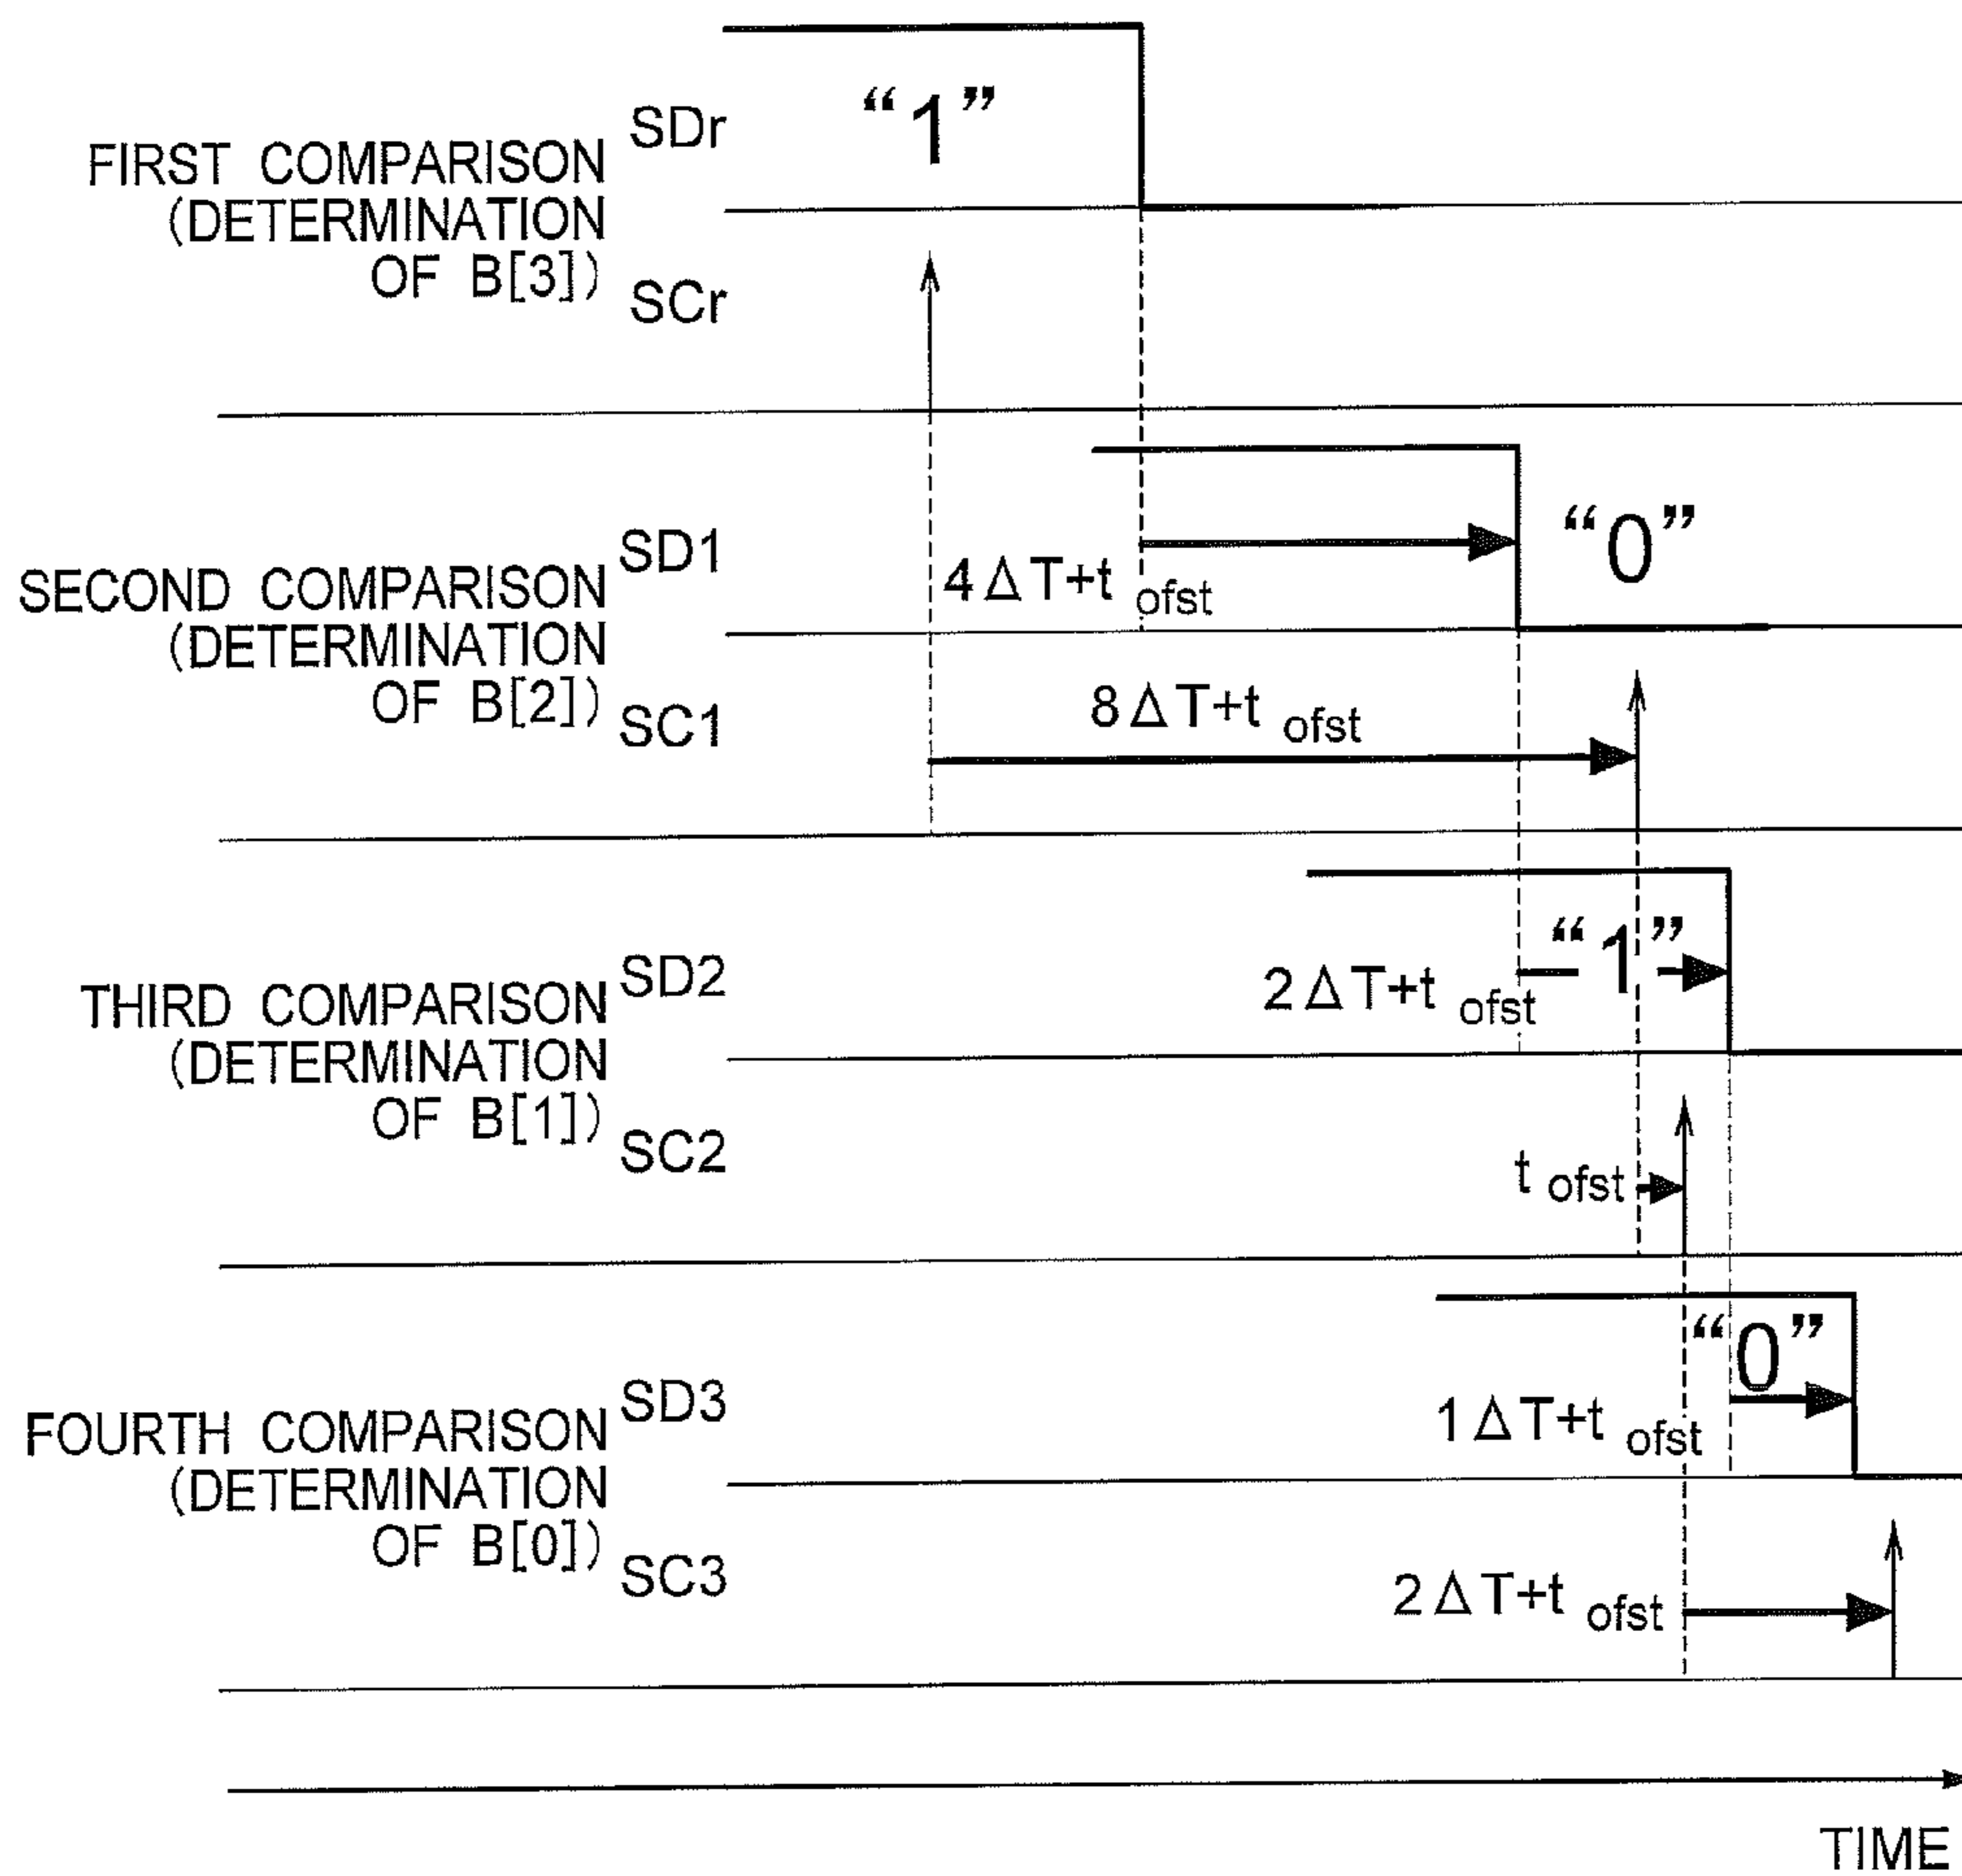 SDr
“1”
FIRST COMPARISON
(DETERMINATION
OF B[3])
SCr
SD1
“0”
4ΔT+t ofst
SECOND COMPARISON
(DETERMINATION
OF B[2])
SC1
8ΔT+t ofst
SD2
“1”
2ΔT+t ofst
THIRD COMPARISON
(DETERMINATION
OF B[1])
SC2
t ofst
SD3
“0”
1ΔT+t ofst
FOURTH COMPARISON
(DETERMINATION
OF B[0])
SC3
2ΔT+t ofst
TIME